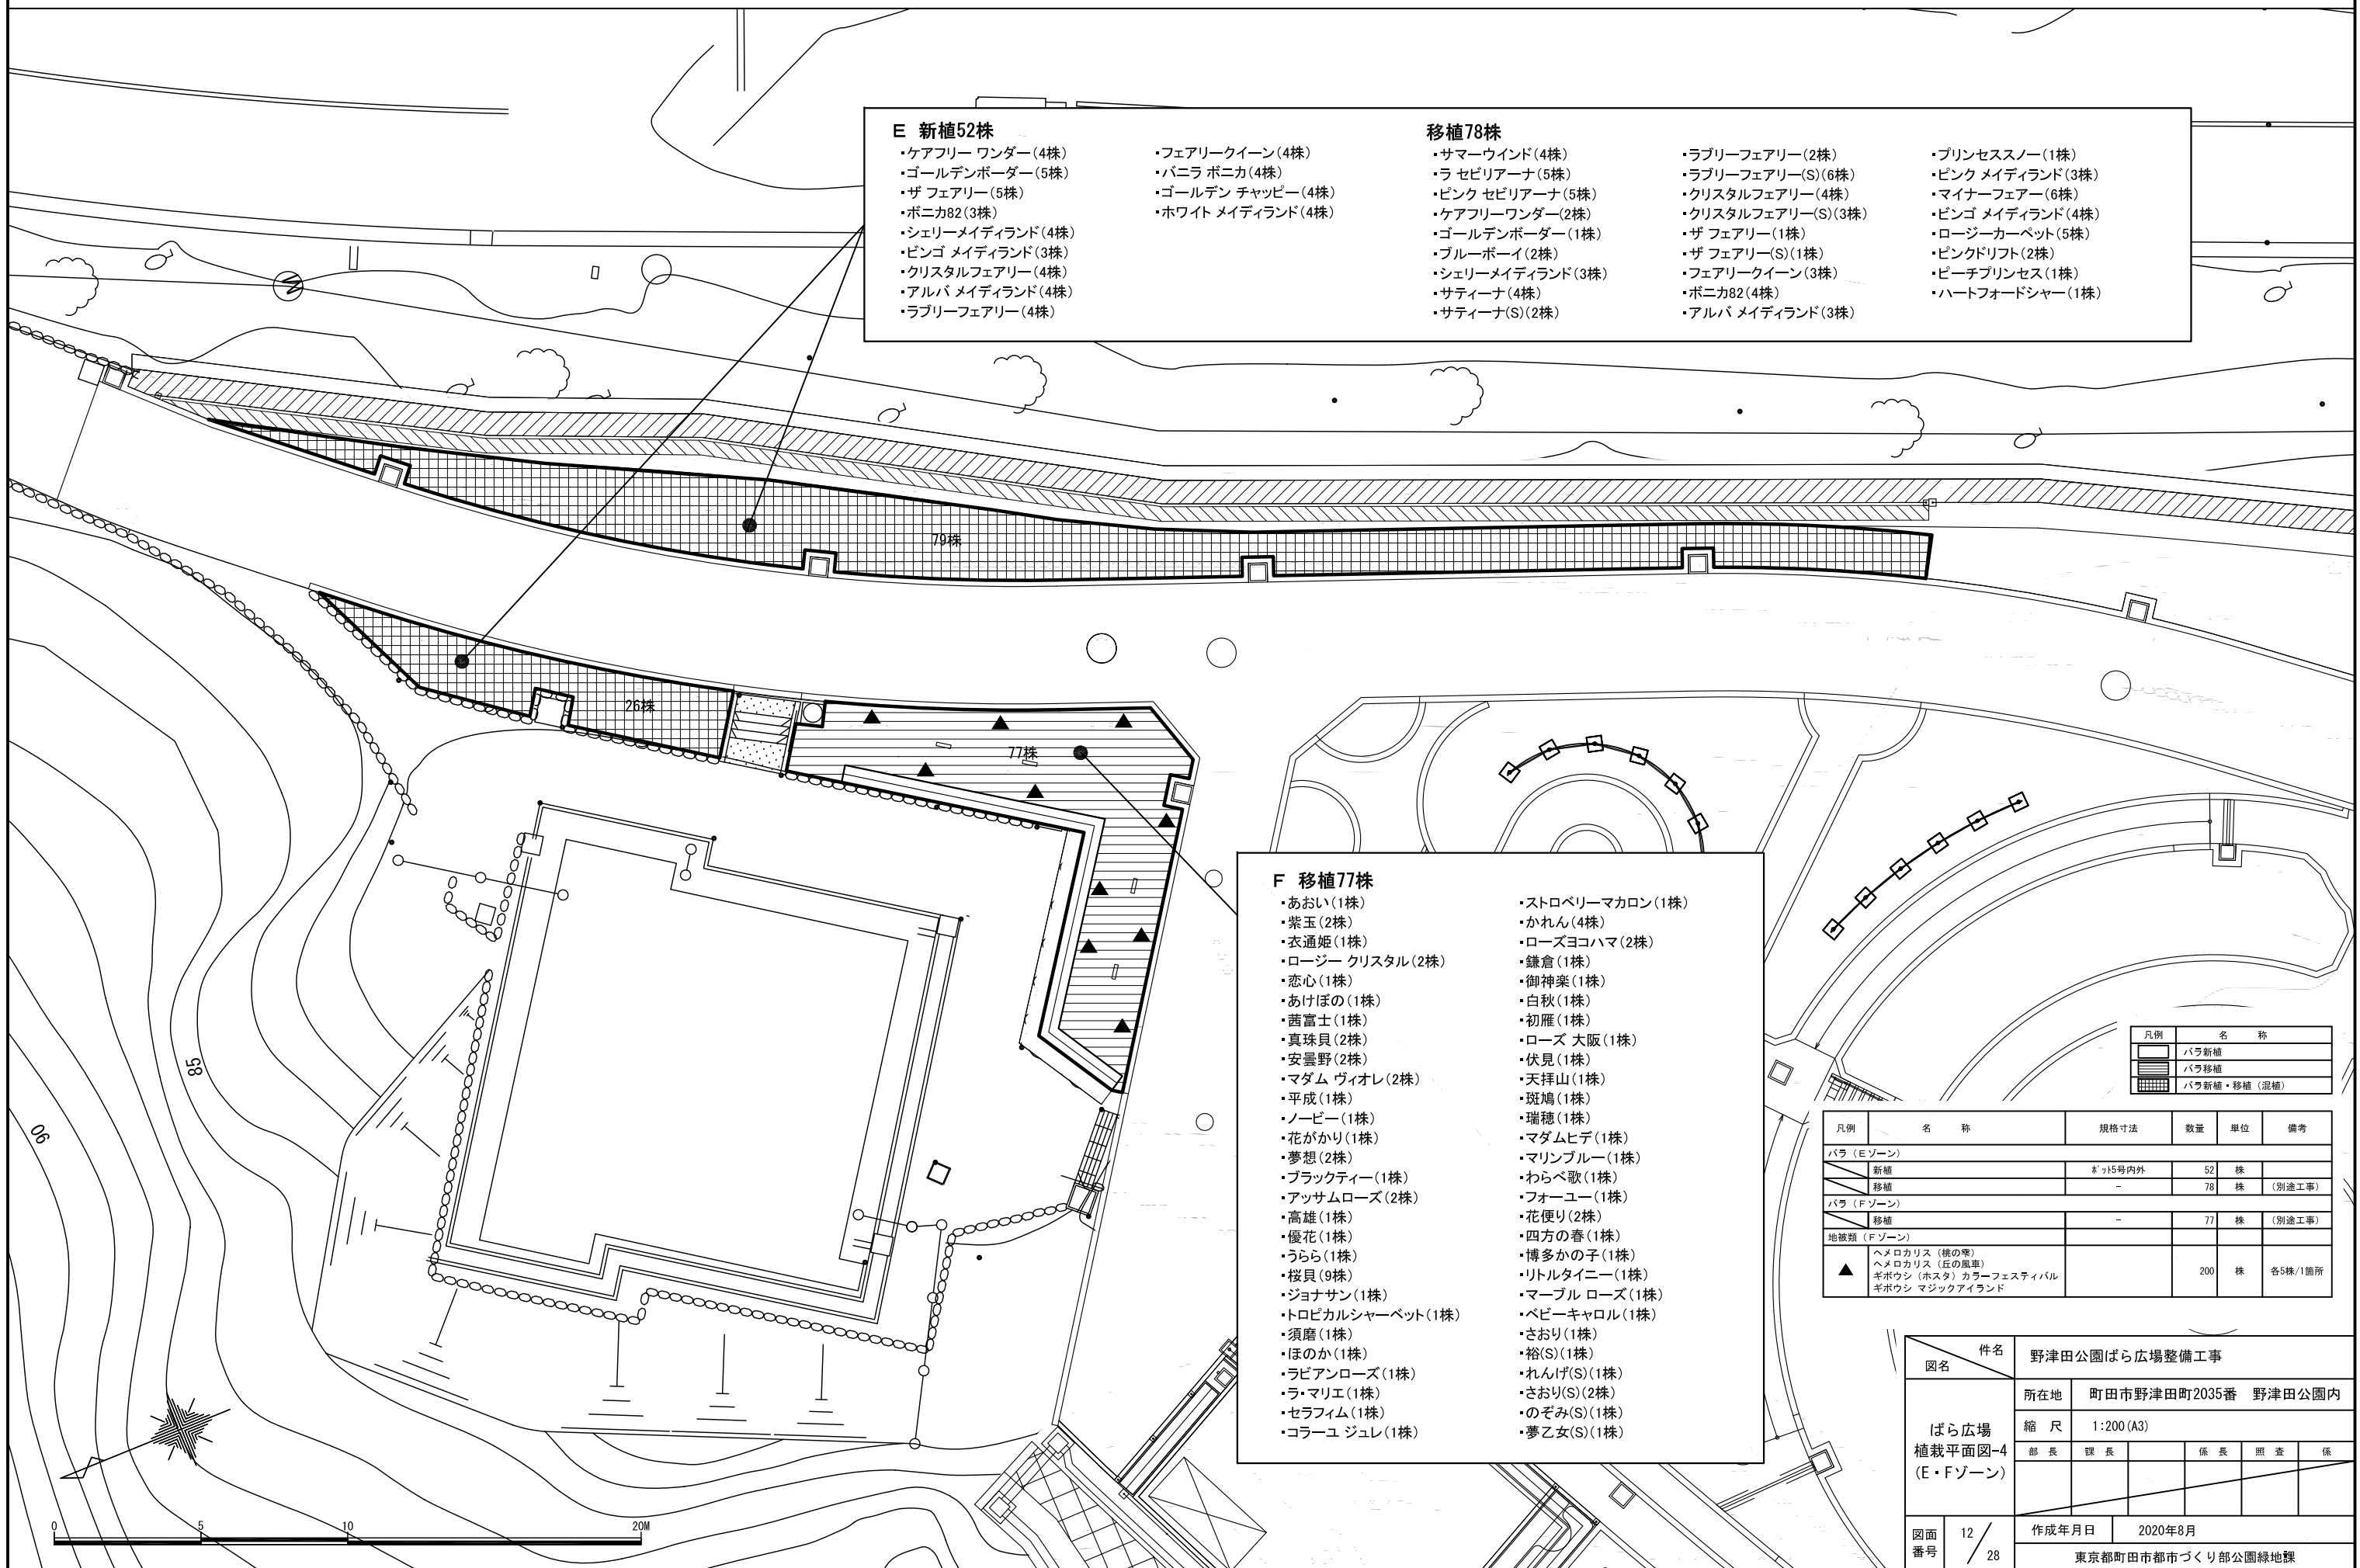 E 新植52株
・ケアフリー ワンダー(4株)
・ゴールデンボーダー(5株)
・ザ フェアリー(5株)
・ボニカ82(3株)
・シェリーメイディランド(4株)
・ビンゴ メイディランド(3株)
・クリスタルフェアリー(4株)
・アルバ メイディランド(4株)
・ラブリーフェアリー(4株)
・フェアリークイーン(4株)
・バニラ ボニカ(4株)
・ゴールデン チャッピー(4株)
・ホワイト メイディランド(4株)
移植78株
・サマーウインド(4株)
・ラ セビリアーナ(5株)
・ピンク セビリアーナ(5株)
・ケアフリーワンダー(2株)
・ゴールデンボーダー(1株)
・ブルーボーイ(2株)
・シェリーメイディランド(3株)
・サティーナ(4株)
・サティーナ(S)(2株)
・ラブリーフェアリー(2株)
・ラブリーフェアリー(S)(6株)
・クリスタルフェアリー(4株)
・クリスタルフェアリー(S)(3株)
・ザ フェアリー(1株)
・ザ フェアリー(S)(1株)
・フェアリークイーン(3株)
・ボニカ82(4株)
・アルバ メイディランド(3株)
・プリンセススノー(1株)
・ピンク メイディランド(3株)
・マイナーフェアー(6株)
・ビンゴ メイディランド(4株)
・ロージーカーペット(5株)
・ピンクドリフト(2株)
・ピーチプリンセス(1株)
・ハートフォードシャー(1株)
79株
26株
77株
85
90
F 移植77株
・あおい(1株)
・紫玉(2株)
・衣通姫(1株)
・ロージー クリスタル(2株)
・恋心(1株)
・あけぼの(1株)
・茜富士(1株)
・真珠貝(2株)
・安曇野(2株)
・マダム ヴィオレ(2株)
・平成(1株)
・ノービー(1株)
・花がかり(1株)
・夢想(2株)
・ブラックティー(1株)
・アッサムローズ(2株)
・高雄(1株)
・優花(1株)
・うらら(1株)
・桜貝(9株)
・ジョナサン(1株)
・トロピカルシャーベット(1株)
・須磨(1株)
・ほのか(1株)
・ラビアンローズ(1株)
・ラ・マリエ(1株)
・セラフィム(1株)
・コラーユ ジュレ(1株)
・ストロベリーマカロン(1株)
・かれん(4株)
・ローズヨコハマ(2株)
・鎌倉(1株)
・御神楽(1株)
・白秋(1株)
・初雁(1株)
・ローズ 大阪(1株)
・伏見(1株)
・天拝山(1株)
・斑鳩(1株)
・瑞穂(1株)
・マダムヒデ(1株)
・マリンブルー(1株)
・わらべ歌(1株)
・フォーユー(1株)
・花便り(2株)
・四方の春(1株)
・博多かの子(1株)
・リトルタイニー(1株)
・マーブル ローズ(1株)
・ベビーキャロル(1株)
・さおり(1株)
・裕(S)(1株)
・れんげ(S)(1株)
・さおり(S)(2株)
・のぞみ(S)(1株)
・夢乙女(S)(1株)
凡例 名 称
バラ新植
バラ移植
バラ新植・移植(混植)
凡例 名 称 規格寸法 数量 単位 備考
バラ(Eゾーン)
新植 ポット5号内外 52 株
移植 - 78 株 (別途工事)
バラ(Fゾーン)
移植 - 77 株 (別途工事)
地被類(Fゾーン)
ヘメロカリス(桃の雫)
ヘメロカリス(丘の風車)
ギボウシ(ホスタ)カラーフェスティバル
ギボウシ マジックアイランド
▲ 200 株 各5株/1箇所
件名
図名
野津田公園ばら広場整備工事
所在地 町田市野津田町2035番 野津田公園内
縮 尺 1:200(A3)
ばら広場
植栽平面図-4
(E・Fゾーン)
部 長 課 長 係 長 照 査 係
図面番号 12/28
作成年月日 2020年8月
東京都町田市都市づくり部公園緑地課
0 5 10 20M